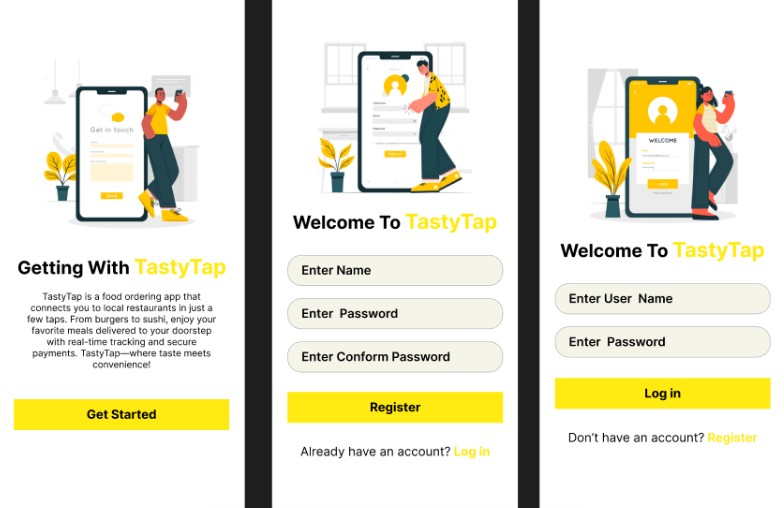 Get in touch
Getting With TastyTap
TastyTap is a food ordering app that
connects you to local restaurants in just a
few taps. From burgers to sushi, enjoy your
favorite meals delivered to your doorstep
with real-time tracking and secure
payments. TastyTap—where taste meets
convenience!
Get Started
Welcome To TastyTap
Enter Name
Enter  Password
Enter Conform Password
Register
Already have an account? Log in
WELCOME
Welcome To TastyTap
Enter User  Name
Enter  Password
Log in
Don't have an account? Register